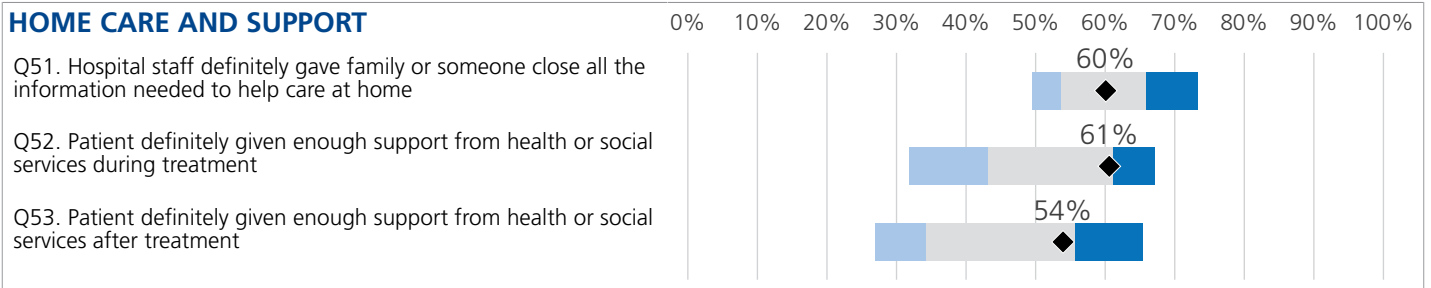 HOME CARE AND SUPPORT
0% 10% 20% 30% 40% 50% 60% 70% 80% 90% 100%
Q51. Hospital staff definitely gave family or someone close all the
information needed to help care at home
60%
Q52. Patient definitely given enough support from health or social
services during treatment
61%
Q53. Patient definitely given enough support from health or social
services after treatment
54%